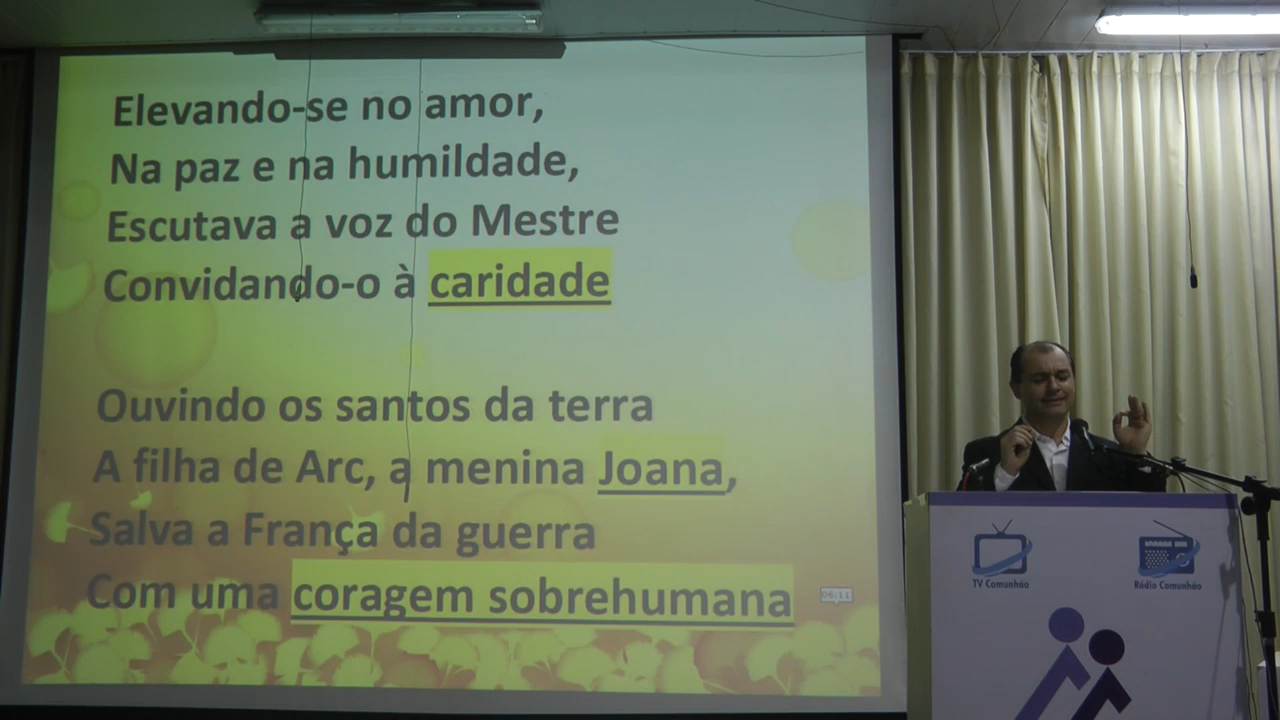 Elevando-se no amor,
Na paz e na humildade,
Escutava a voz do Mestre
Convidando-o à caridade
Ouvindo os santos da terra
A filha de Arc, a menina Joana,
Salva a França da guerra
Com uma coragem sobrehumana
06:11
TV Comunhão
Rádio Comunhão